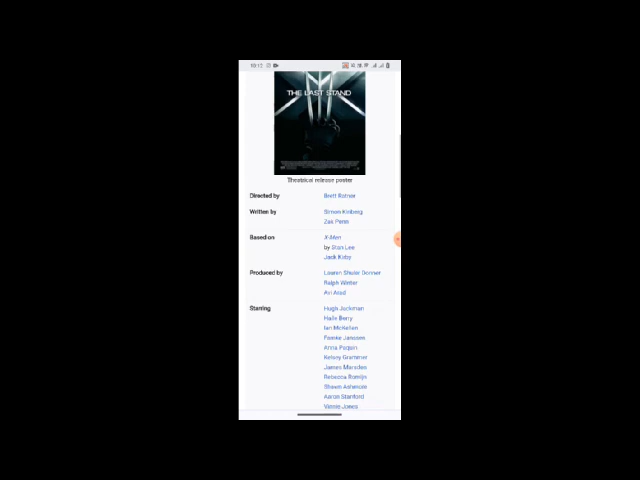 THE LAST STAND
Theatrical release poster
Directed by
Brett Ratner
Written by
Simon Kinberg
Zak Penn
Based on
X-Men
by Stan Lee
Jack Kirby
Produced by
Lauren Shuler Donner
Ralph Winter
Avi Arad
Starring
Hugh Jackman
Halle Berry
Ian McKellen
Famke Janssen
Anna Paquin
Kelsey Grammer
James Marsden
Rebecca Romijn
Shawn Ashmore
Aaron Stanford
Vinnie Jones